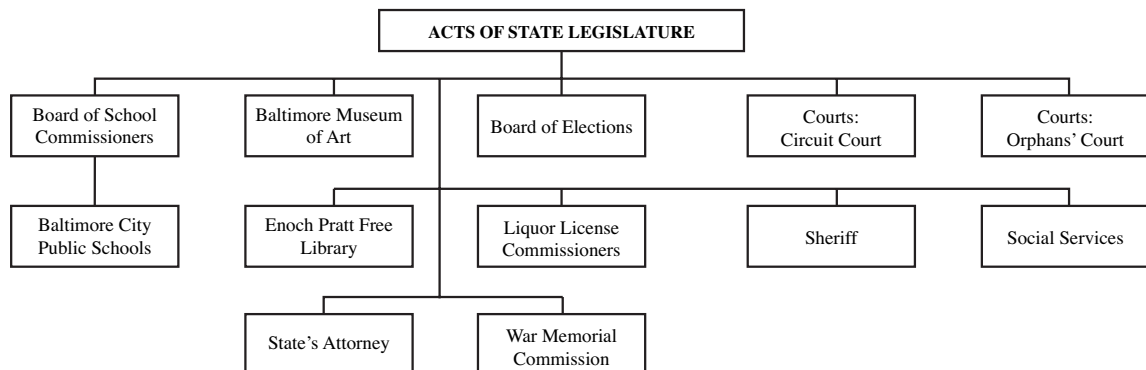 ACTS OF STATE LEGISLATURE
Board of School
Commissioners
Baltimore Museum
of Art
Board of Elections
Courts:
Circuit Court
Courts:
Orphans’ Court
Baltimore City
Public Schools
Enoch Pratt Free
Library
Liquor License
Commissioners
Sheriff
Social Services
State’s Attorney
War Memorial
Commission